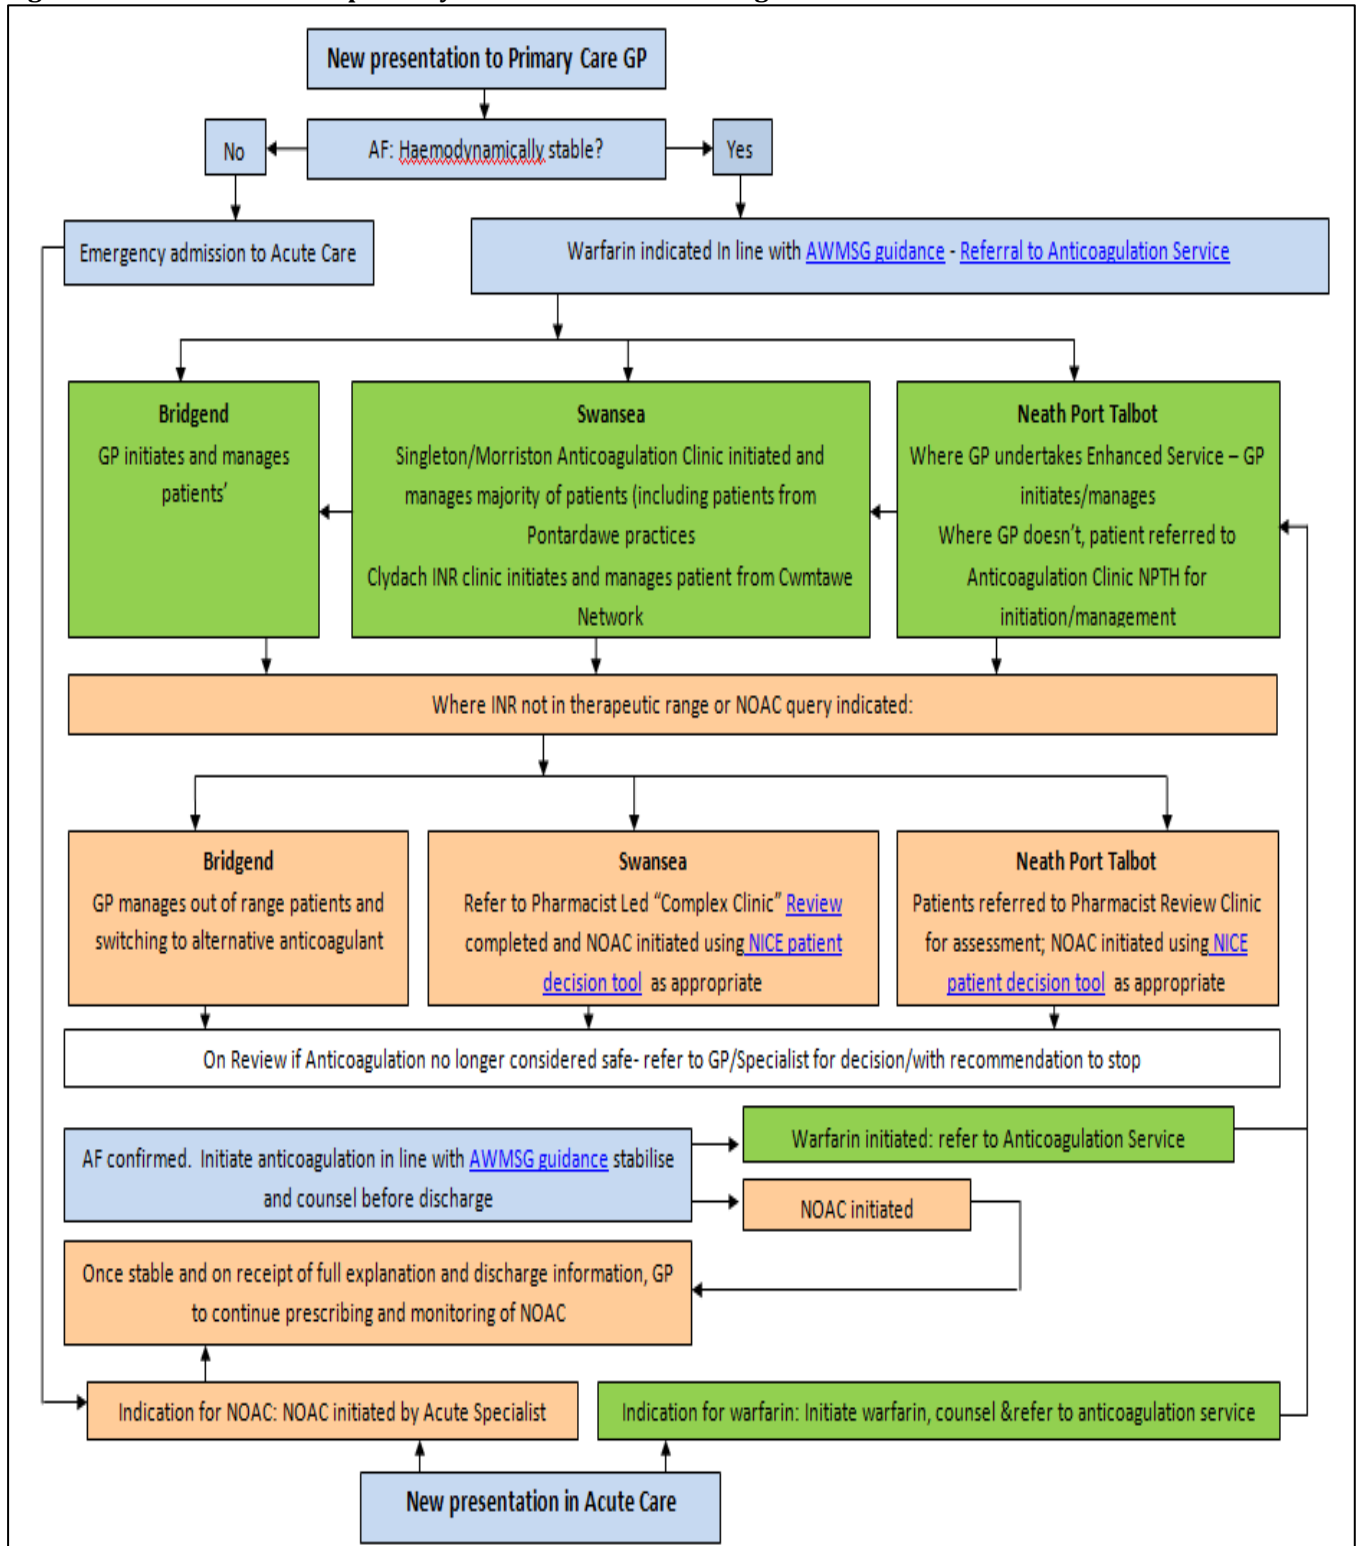 New presentation to Primary Care GP
No
AF: Haemodynamically stable?
Yes
Emergency admission to Acute Care
Warfarin indicated In line with AWMSG guidance - Referral to Anticoagulation Service
Bridgend
GP initiates and manages
patients’
Swansea
Singleton/Morriston Anticoagulation Clinic initiated and
manages majority of patients (including patients from
Pontardawe practices
Clydach INR clinic initiates and manages patient from Cwmtawe
Network
Neath Port Talbot
Where GP undertakes Enhanced Service – GP
initiates/manages
Where GP doesn’t, patient referred to
Anticoagulation Clinic NPTH for
initiation/management
Where INR not in therapeutic range or NOAC query indicated:
Bridgend
GP manages out of range patients and
switching to alternative anticoagulant
Swansea
Refer to Pharmacist Led “Complex Clinic” Review
completed and NOAC initiated using NICE patient
decision tool as appropriate
Neath Port Talbot
Patients referred to Pharmacist Review Clinic
for assessment; NOAC initiated using NICE
patient decision tool as appropriate
On Review if Anticoagulation no longer considered safe- refer to GP/Specialist for decision/with recommendation to stop
AF confirmed. Initiate anticoagulation in line with AWMSG guidance stabilise
and counsel before discharge
Warfarin initiated: refer to Anticoagulation Service
NOAC initiated
Once stable and on receipt of full explanation and discharge information, GP
to continue prescribing and monitoring of NOAC
Indication for NOAC: NOAC initiated by Acute Specialist
Indication for warfarin: Initiate warfarin, counsel &refer to anticoagulation service
New presentation in Acute Care